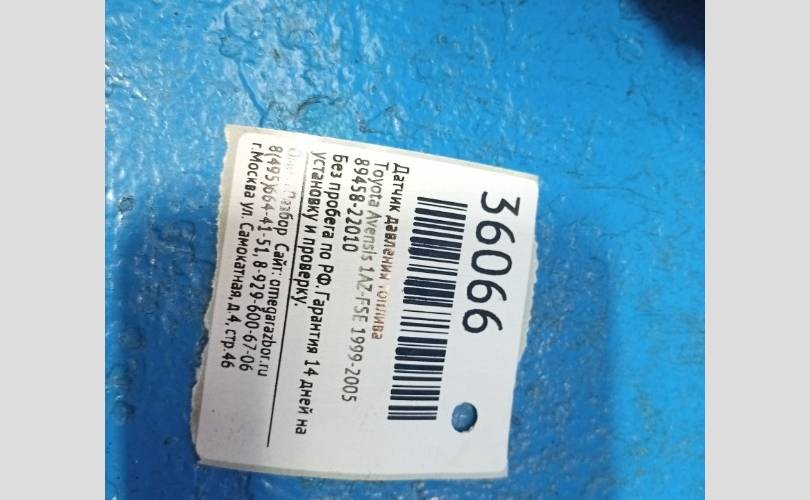 36066
Датчик давления топлива
Toyota Avensis 1AZ-FSE 1999-2005
89458-22010
Без пробега по РФ. Гарантия 14 дней на
установку и проверку.
Разбор Сайт: omegarazbor.ru
8(495)664-41-51, 8-929-600-67-06
г.Москва ул. Самокатная, д.4, стр.46